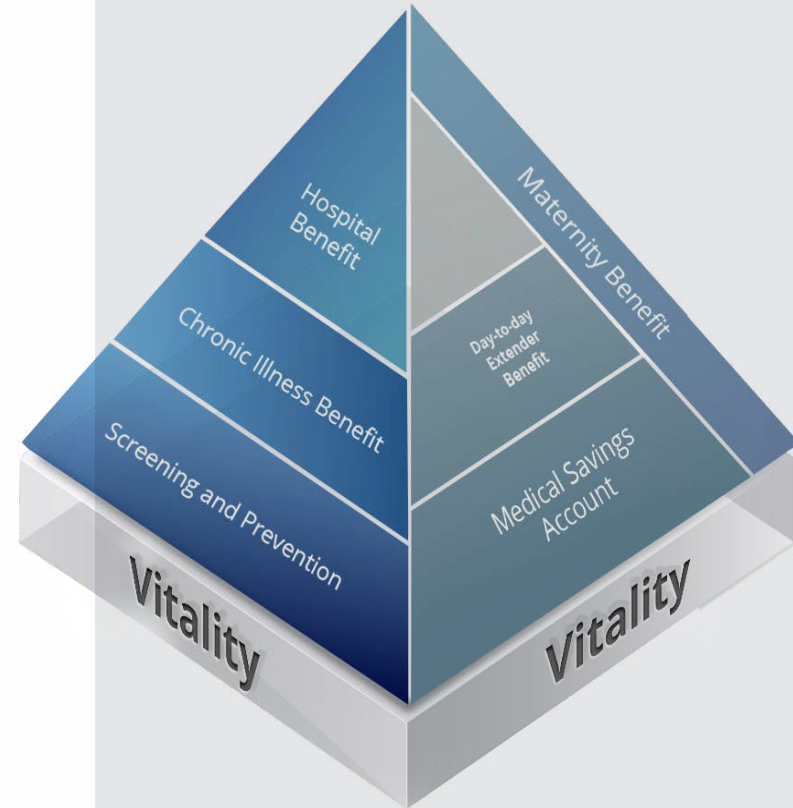 Hospital
Benefit
Chronic Illness Benefit
Screening and Prevention
Vitality
Maternity Benefit
Day-to-day
Extender
Benefit
Medical Savings
Account
Vitality